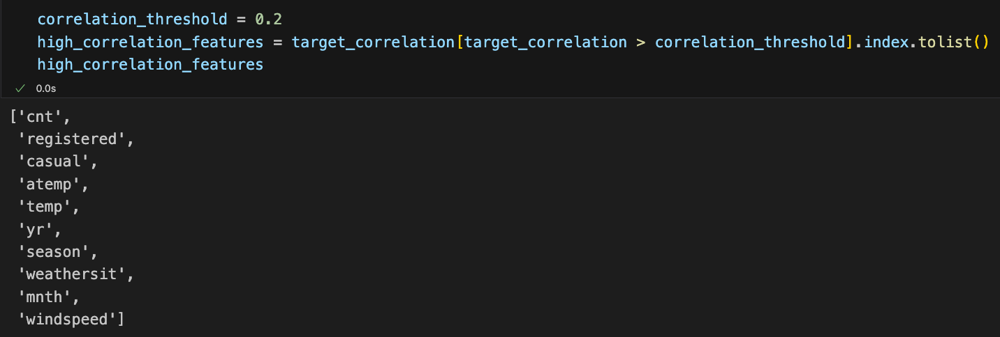 correlation_threshold = 0.2
high_correlation_features = target_correlation[target_correlation > correlation_threshold].index.tolist()
high_correlation_features
0.0s
['cnt',
'registered',
'casual',
'atemp',
'temp',
'yr',
'season',
'weathersit',
'mnth',
'windspeed']